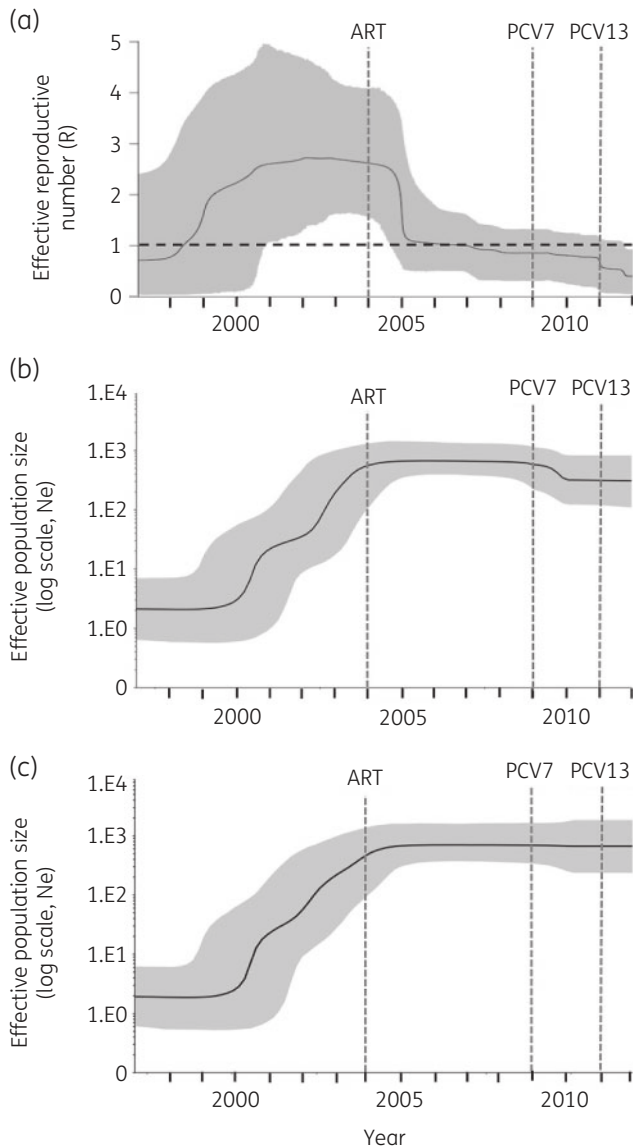 (a)
ART PCV7 PCV13
Effective reproductive
number (R)
5
4
3
2
1
0
2000 2005 2010
(b)
ART PCV7 PCV13
Effective population size
(log scale, Ne)
1.E4
1.E3
1.E2
1.E1
1.E0
0
2000 2005 2010
(c)
ART PCV7 PCV13
Effective population size
(log scale, Ne)
1.E4
1.E3
1.E2
1.E1
1.E0
0
2000 2005 2010
Year